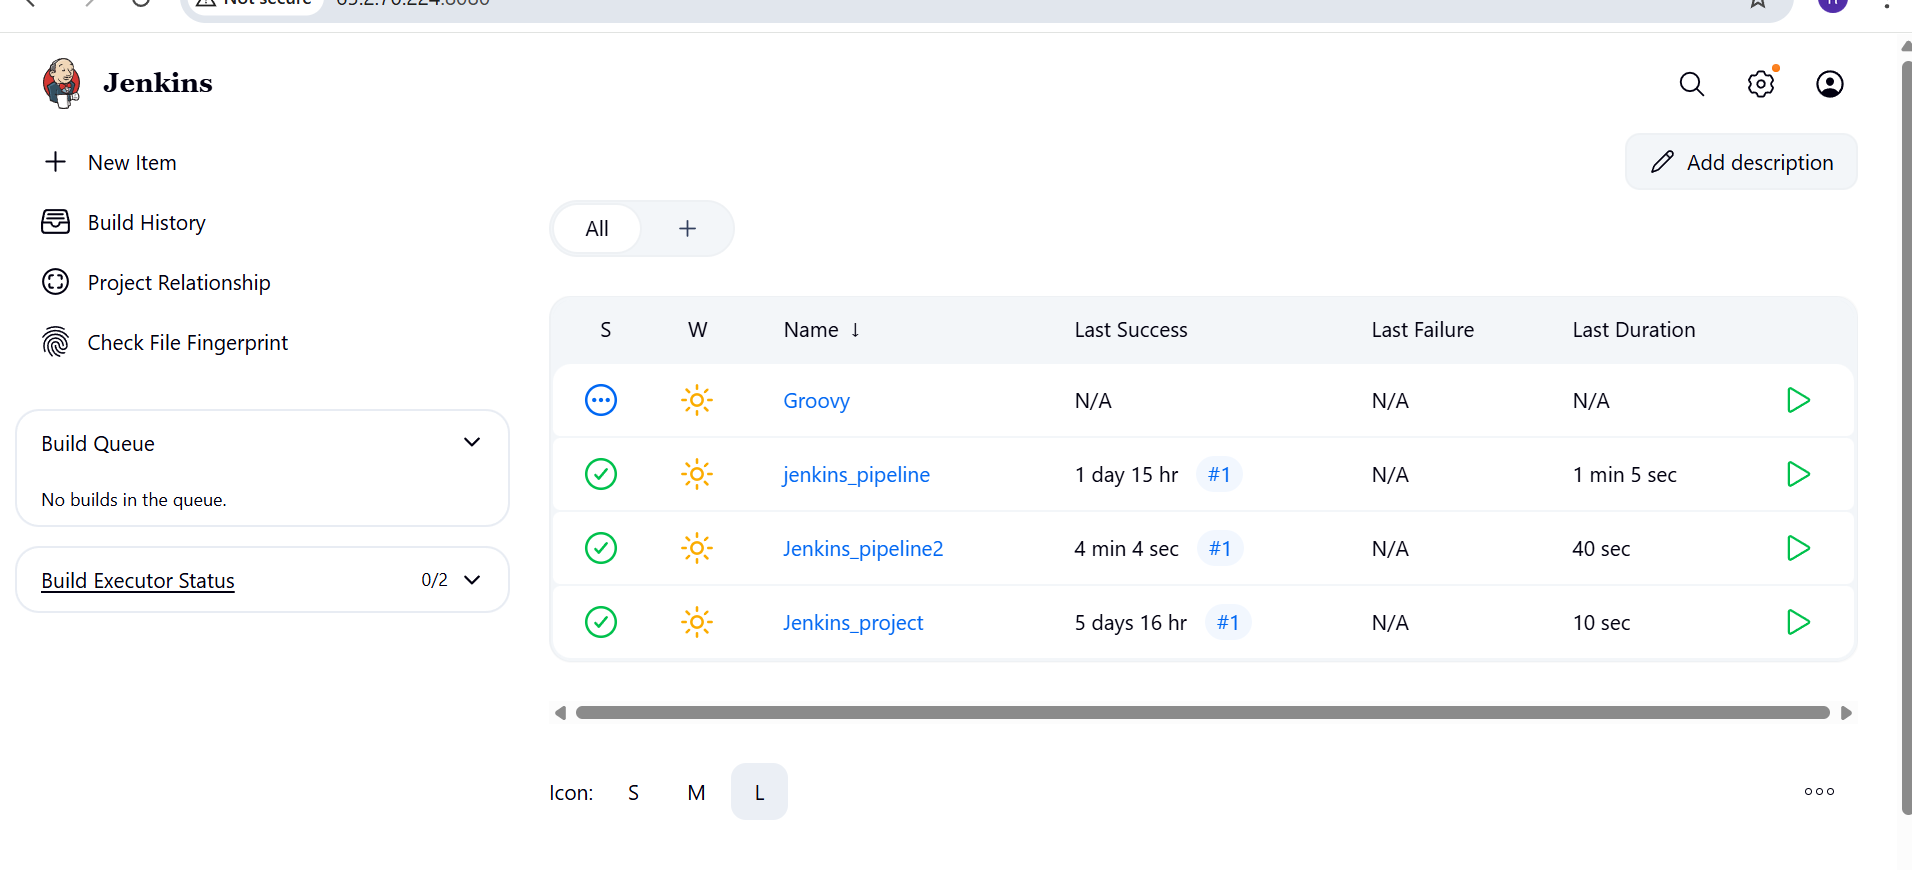 Jenkins
New Item
Build History
Project Relationship
Check File Fingerprint
Build Queue
No builds in the queue.
Build Executor Status 0/2
Add description
All
S W Name ↓ Last Success Last Failure Last Duration
Groovy N/A N/A N/A
jenkins_pipeline 1 day 15 hr #1 N/A 1 min 5 sec
Jenkins_pipeline2 4 min 4 sec #1 N/A 40 sec
Jenkins_project 5 days 16 hr #1 N/A 10 sec
Icon: S M L